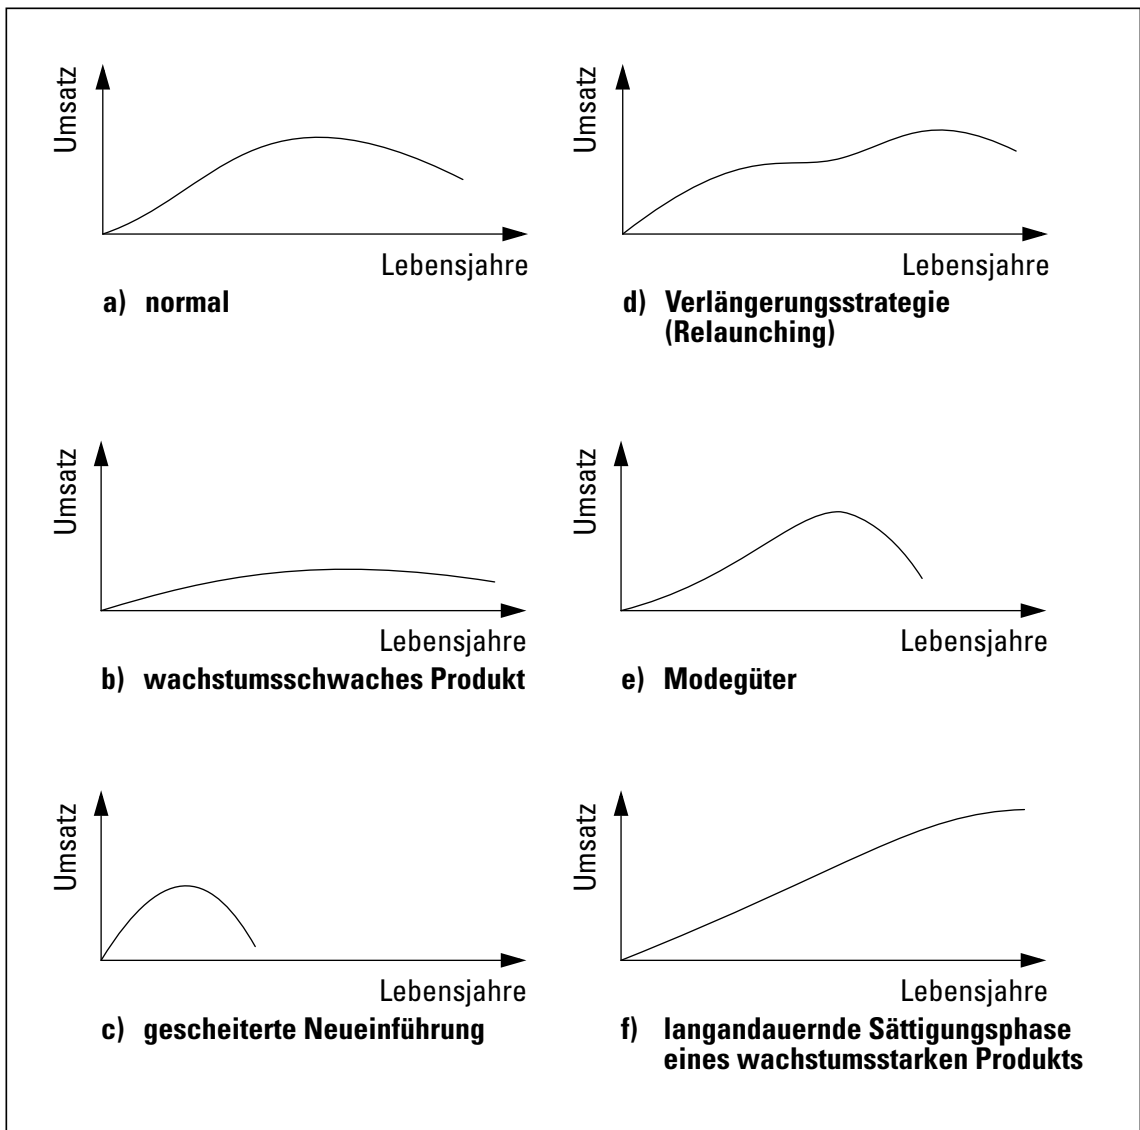 Umsatz
Lebensjahre
a) normal
Umsatz
Lebensjahre
d) Verlängerungsstrategie
(Relaunching)
Umsatz
Lebensjahre
b) wachstumsschwaches Produkt
Umsatz
Lebensjahre
e) Modegüter
Umsatz
Lebensjahre
c) gescheiterte Neueinführung
Umsatz
Lebensjahre
f) langandauernde Sättigungsphase
eines wachstumsstarken Produkts